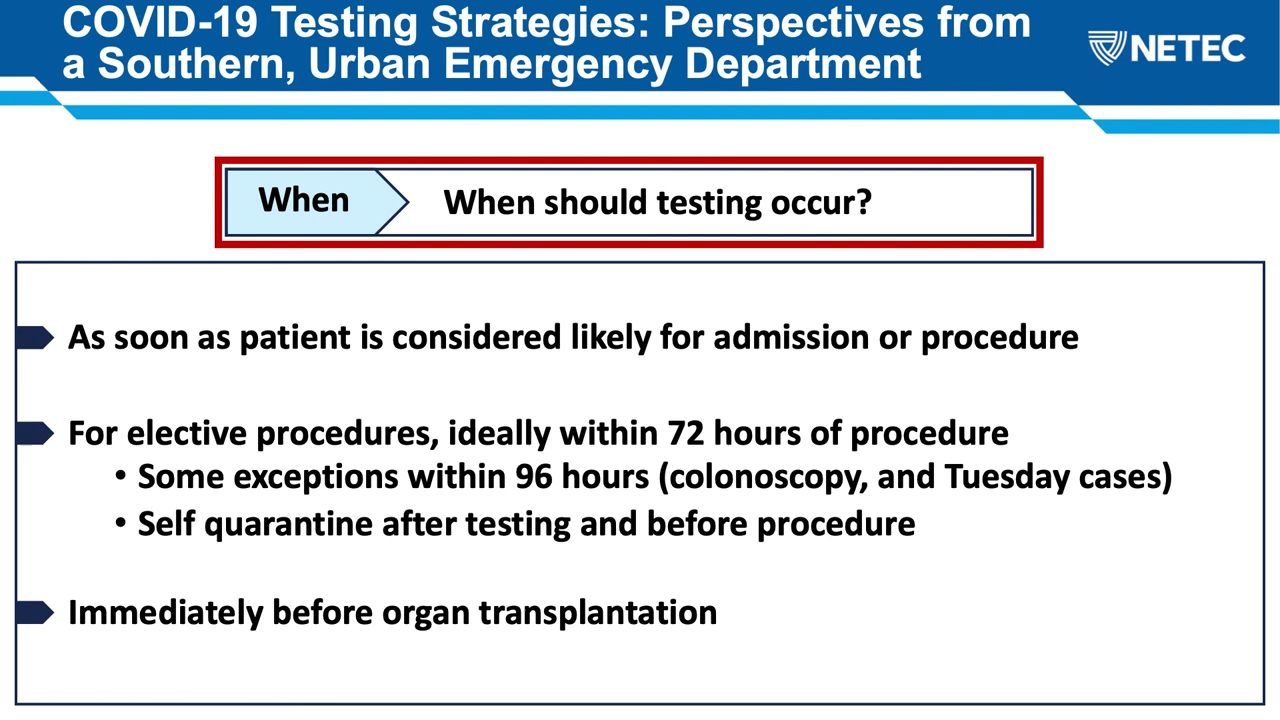 COVID-19 Testing Strategies: Perspectives from
a Southern, Urban Emergency Department
NETEC
When
When should testing occur?
As soon as patient is considered likely for admission or procedure
For elective procedures, ideally within 72 hours of procedure
• Some exceptions within 96 hours (colonoscopy, and Tuesday cases)
• Self quarantine after testing and before procedure
Immediately before organ transplantation